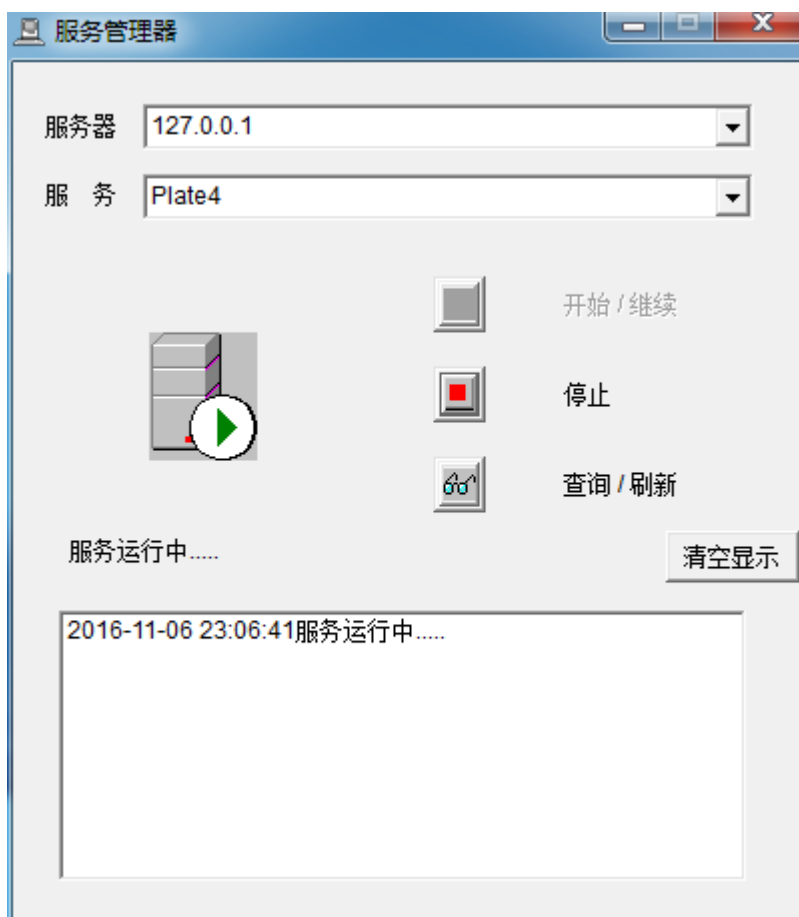 服务管理器
服务器 127.0.0.1
服 务 Plate4
开始 / 继续
停止
查询 / 刷新
服务运行中.....
清空显示
2016-11-06 23:06:41服务运行中.....